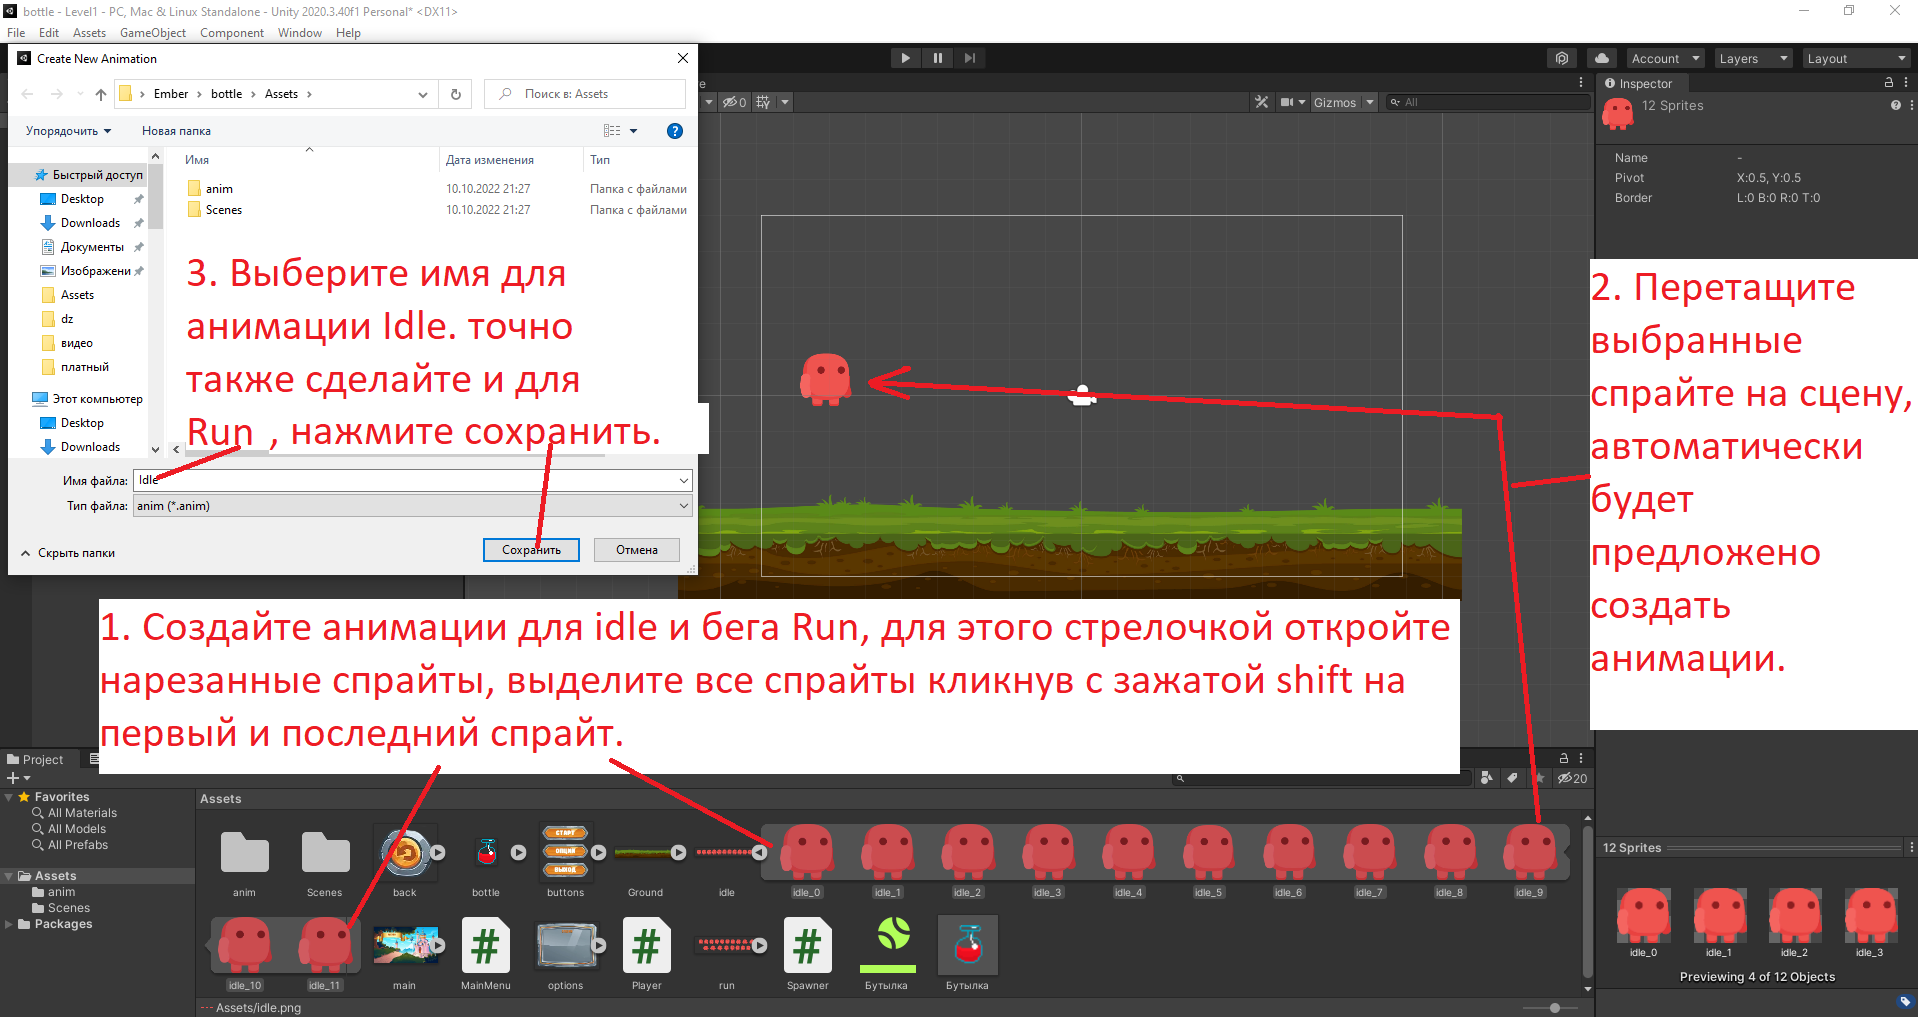 bottle - Level1 - PC, Mac & Linux Standalone - Unity 2020.3.40f1 Personal* <DX11>
File Edit Assets GameObject Component Window Help
Create New Animation
Ember bottle Assets
Поиск в: Assets
Упорядочить Новая папка
Имя Дата изменения Тип
Быстрый доступ
Desktop
Downloads
Документы
Изображени
Assets
dz
видео
платный
Этот компьютер
Desktop
Downloads
anim 10.10.2022 21:27 Папка с файлами
Scenes 10.10.2022 21:27 Папка с файлами
3. Выберите имя для
анимации Idle. точно
также сделайте и для
Run , нажмите сохранить.
Имя файла: Idle
Тип файла: anim (*.anim)
Скрыть папки
Сохранить Отмена
Account Layers Layout
0 Gizmos All
Inspector
12 Sprites
Name -
Pivot X:0.5, Y:0.5
Border L:0 B:0 R:0 T:0
2. Перетащите
выбранные
спрайте на сцену,
автоматически
будет
предложено
создать
анимации.
1. Создайте анимации для idle и бега Run, для этого стрелочкой откройте
нарезанные спрайты, выделите все спрайты кликнув с зажатой shift на
первый и последний спрайт.
Project
20
Favorites
All Materials
All Models
All Prefabs
Assets
anim
Scenes
Packages
Assets
СТАРТ
ОПЦИЙ
ВЫХОД
anim Scenes back bottle buttons Ground idle idle_0 idle_1 idle_2 idle_3 idle_4 idle_5 idle_6 idle_7 idle_8 idle_9
idle_10 idle_11 main MainMenu options Player run Spawner Бутылка Бутылка
Assets/idle.png
12 Sprites
idle_0 idle_1 idle_2 idle_3
Previewing 4 of 12 Objects